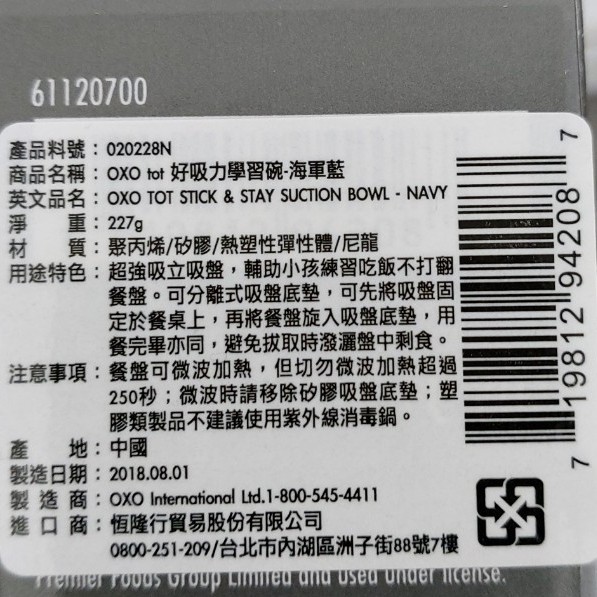 61120700
產品料號：020228N
商品名稱：OXO tot 好吸力學習碗-海軍藍
英文品名：OXO TOT STICK & STAY SUCTION BOWL - NAVY
淨　　重：227g
材　　質：聚丙烯/矽膠/熱塑性彈性體/尼龍
用途特色：超強吸立吸盤，輔助小孩練習吃飯不打翻
餐盤。可分離式吸盤底墊，可先將吸盤固
定於餐桌上，再將餐盤旋入吸盤底墊，用
餐完畢亦同，避免拔取時潑灑盤中剩食。
注意事項：餐盤可微波加熱，但切勿微波加熱超過
250秒；微波時請移除矽膠吸盤底墊；塑
膠類製品不建議使用紫外線消毒鍋。
產　　地：中國
製造日期：2018.08.01
製 造 商：OXO International Ltd.1-800-545-4411
進 口 商：恆隆行貿易股份有限公司
0800-251-209/台北市內湖區洲子街88號7樓
7 19812 94208 7
Premier Foods Group Limited and used under license.